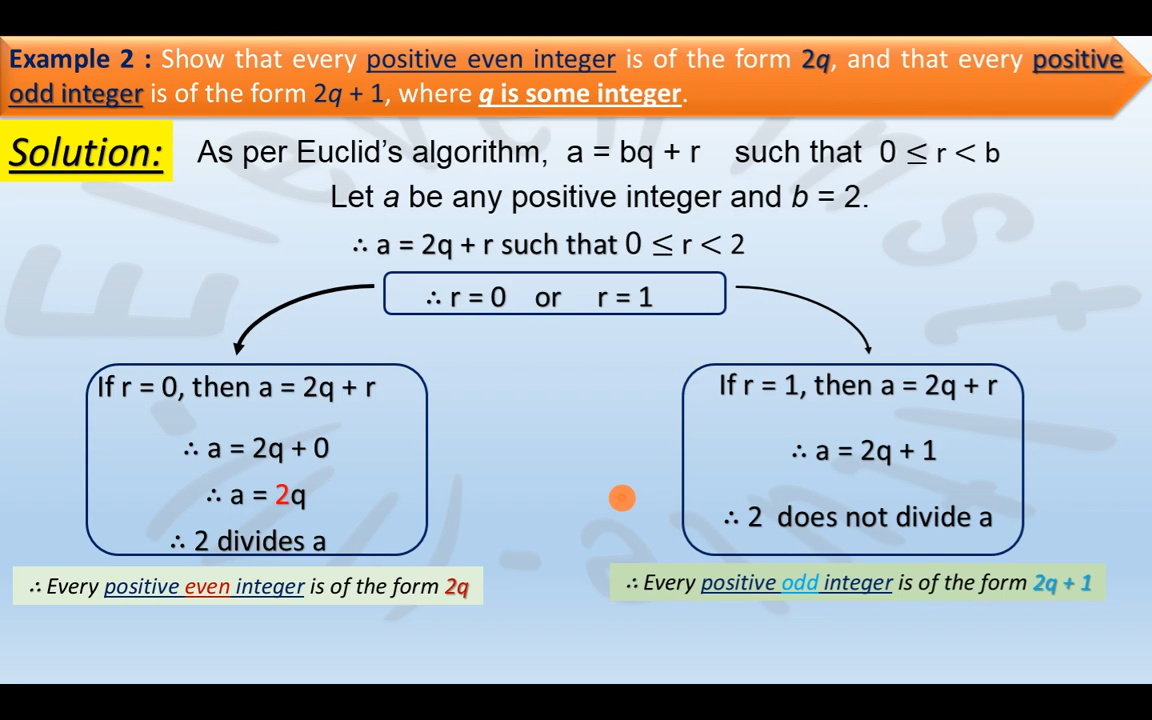 Example 2 : Show that every positive even integer is of the form 2q, and that every positive
odd integer is of the form 2q + 1, where q is some integer.
Solution: As per Euclid’s algorithm, a = bq + r such that 0 ≤ r < b
Let a be any positive integer and b = 2.
∴ a = 2q + r such that 0 ≤ r < 2
∴ r = 0 or r = 1
If r = 0, then a = 2q + r
∴ a = 2q + 0
∴ a = 2q
∴ 2 divides a
∴ Every positive even integer is of the form 2q
If r = 1, then a = 2q + r
∴ a = 2q + 1
∴ 2 does not divide a
∴ Every positive odd integer is of the form 2q + 1